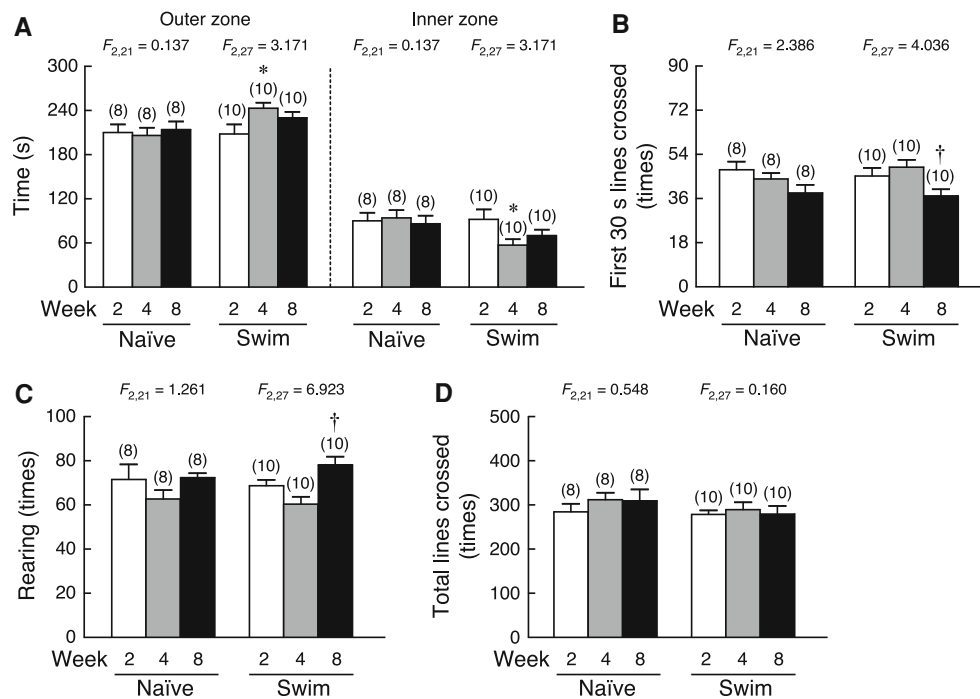 A
Outer zone Inner zone
F2,21 = 0.137 F2,27 = 3.171 F2,21 = 0.137 F2,27 = 3.171
Time (s)
300
240
180
120
60
0
(8) (8) (8) (10) * (10) (10) (8) (8) (8) (10) * (10) (10)
Week 2 4 8 2 4 8 2 4 8 2 4 8
Naïve Swim Naïve Swim
B
F2,21 = 2.386 F2,27 = 4.036
First 30 s lines crossed
(times)
90
72
54
36
18
0
(8) (8) (8) (10) (10) † (10)
Week 2 4 8 2 4 8
Naïve Swim
C
F2,21 = 1.261 F2,27 = 6.923
Rearing (times)
100
80
60
40
20
0
(8) (8) (8) (10) (10) † (10)
Week 2 4 8 2 4 8
Naïve Swim
D
F2,21 = 0.548 F2,27 = 0.160
Total lines crossed
(times)
500
400
300
200
100
0
(8) (8) (8) (10) (10) (10)
Week 2 4 8 2 4 8
Naïve Swim